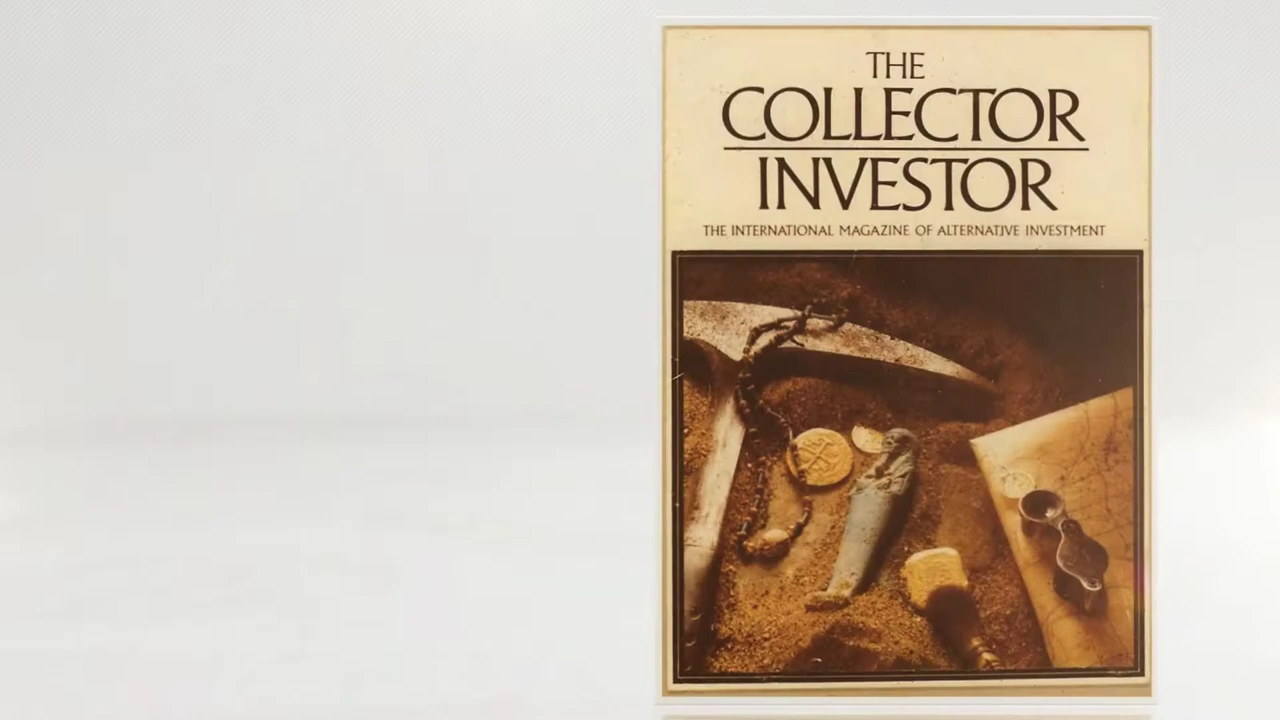 THE
COLLECTOR
INVESTOR
THE INTERNATIONAL MAGAZINE OF ALTERNATIVE INVESTMENT